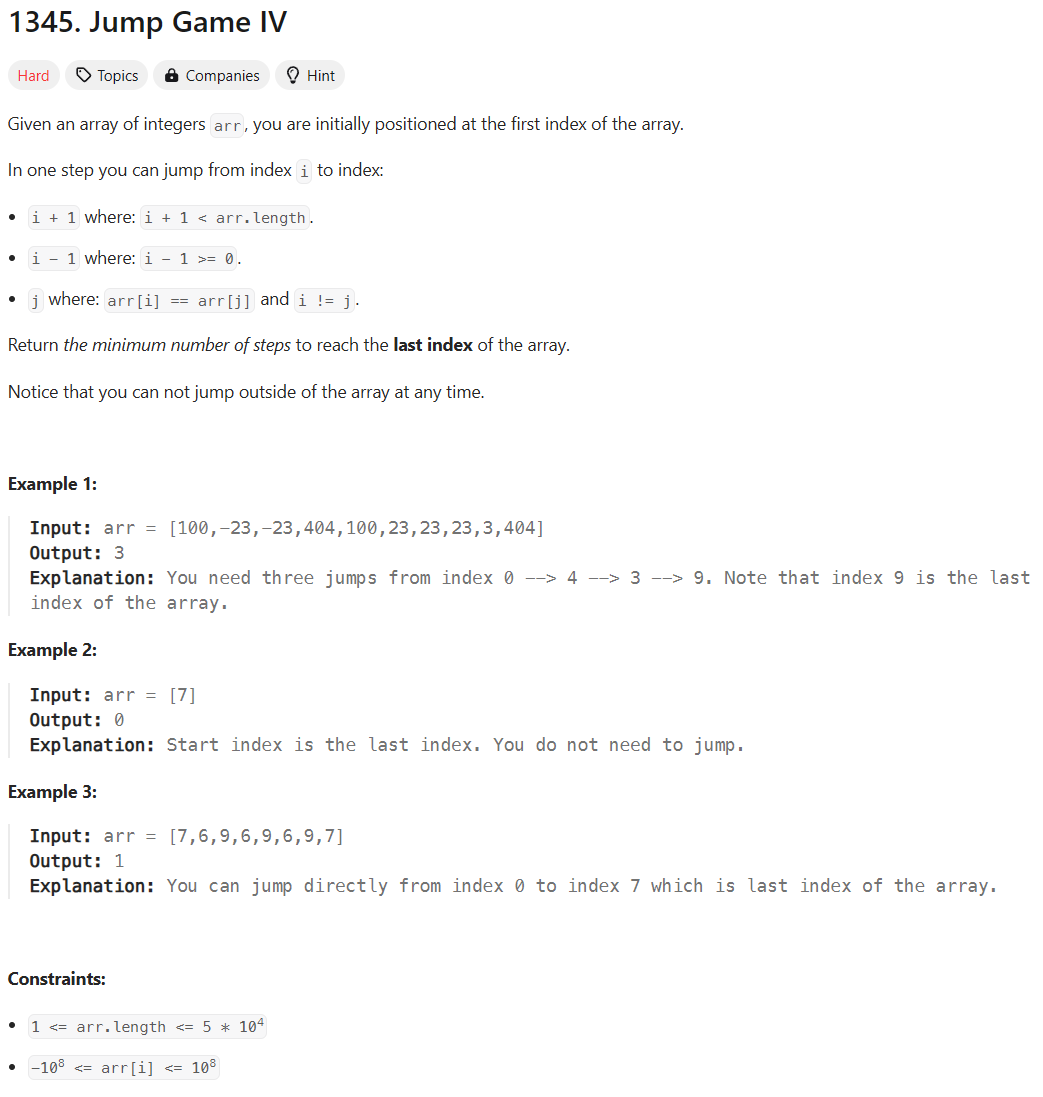 1345. Jump Game IV
Hard Topics Companies Hint
Given an array of integers arr, you are initially positioned at the first index of the array.
In one step you can jump from index i to index:
• i + 1 where: i + 1 < arr.length.
• i - 1 where: i - 1 >= 0.
• j where: arr[i] == arr[j] and i != j.
Return the minimum number of steps to reach the last index of the array.
Notice that you can not jump outside of the array at any time.
Example 1:
Input: arr = [100,-23,-23,404,100,23,23,23,3,404]
Output: 3
Explanation: You need three jumps from index 0 --> 4 --> 3 --> 9. Note that index 9 is the last
index of the array.
Example 2:
Input: arr = [7]
Output: 0
Explanation: Start index is the last index. You do not need to jump.
Example 3:
Input: arr = [7,6,9,6,9,6,9,7]
Output: 1
Explanation: You can jump directly from index 0 to index 7 which is last index of the array.
Constraints:
• 1 <= arr.length <= 5 * 10⁴
• -10⁸ <= arr[i] <= 10⁸